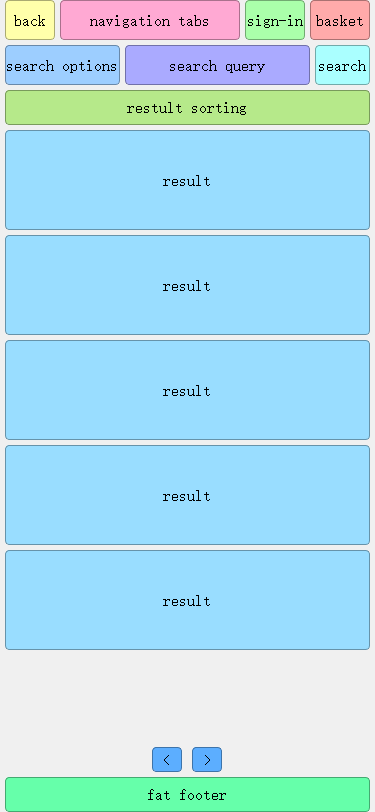 back navigation tabs sign-in basket
search options search query search
restult sorting
result
result
result
result
result
< >
fat footer